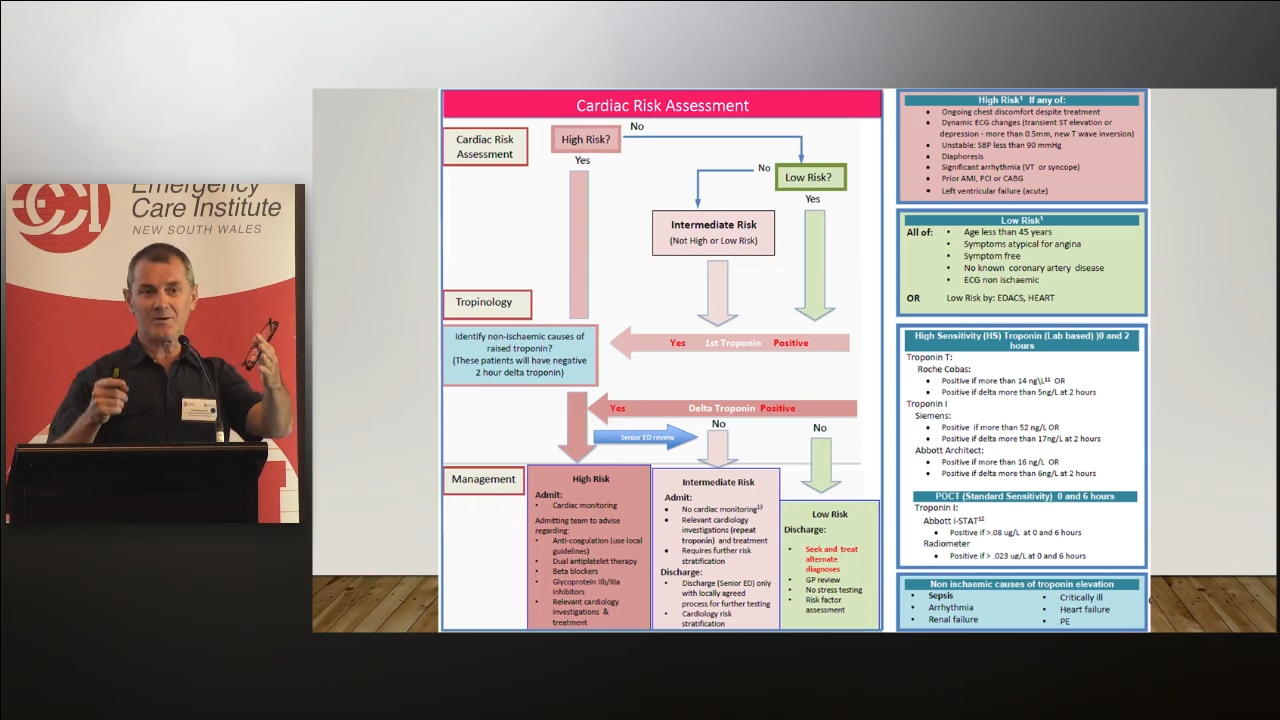 Emergency
Care Institute
NEW SOUTH WALES
Cardiac Risk Assessment
Cardiac Risk
Assessment
High Risk?
No
Yes
No
Low Risk?
Yes
Intermediate Risk
(Not High or Low Risk)
Tropinology
Identify non-ischaemic causes of
raised troponin?
(These patients will have negative
2 hour delta troponin)
Yes 1st Troponin Positive
Yes Delta Troponin Positive
Senior ED review
No
No
Management
High Risk
Admit:
• Cardiac monitoring
Admitting team to advise
regarding:
• Anti-coagulation (use local
guidelines)
• Dual antiplatelet therapy
• Beta blockers
• Glycoprotein IIb/IIIa
inhibitors
• Relevant cardiology
investigations &
treatment
Intermediate Risk
Admit:
• No cardiac monitoring¹³
• Relevant cardiology
investigations (repeat
troponin) and treatment
• Requires further risk
stratification
Discharge:
• Discharge (Senior ED) only
with locally agreed
process for further testing
• Cardiology risk
stratification
Low Risk
Discharge:
• Seek and treat
alternate
diagnoses
• GP review
• No stress testing
• Risk factor
assessment
High Risk¹ If any of:
• Ongoing chest discomfort despite treatment
• Dynamic ECG changes (transient ST elevation or
depression - more than 0.5mm, new T wave inversion)
• Unstable: SBP less than 90 mmHg
• Diaphoresis
• Significant arrhythmia (VT or syncope)
• Prior AMI, PCI or CABG
• Left ventricular failure (acute)
Low Risk¹
All of: • Age less than 45 years
• Symptoms atypical for angina
• Symptom free
• No known coronary artery disease
• ECG non ischaemic
OR Low Risk by: EDACS, HEART
High Sensitivity (HS) Troponin (Lab based) )0 and 2
hours
Troponin T:
Roche Cobas:
• Positive if more than 14 ng\L¹¹ OR
• Positive if delta more than 5ng/L at 2 hours
Troponin I
Siemens:
• Positive if more than 52 ng/L OR
• Positive if delta more than 17ng/L at 2 hours
Abbott Architect:
• Positive if more than 16 ng/L OR
• Positive if delta more than 6ng/L at 2 hours
POCT (Standard Sensitivity) 0 and 6 hours
Troponin I:
Abbott i-STAT¹²
• Positive if >.08 ug/L at 0 and 6 hours
Radiometer
• Positive if > .023 ug/L at 0 and 6 hours
Non ischaemic causes of troponin elevation
• Sepsis
• Arrhythmia
• Renal failure
• Critically ill
• Heart failure
• PE